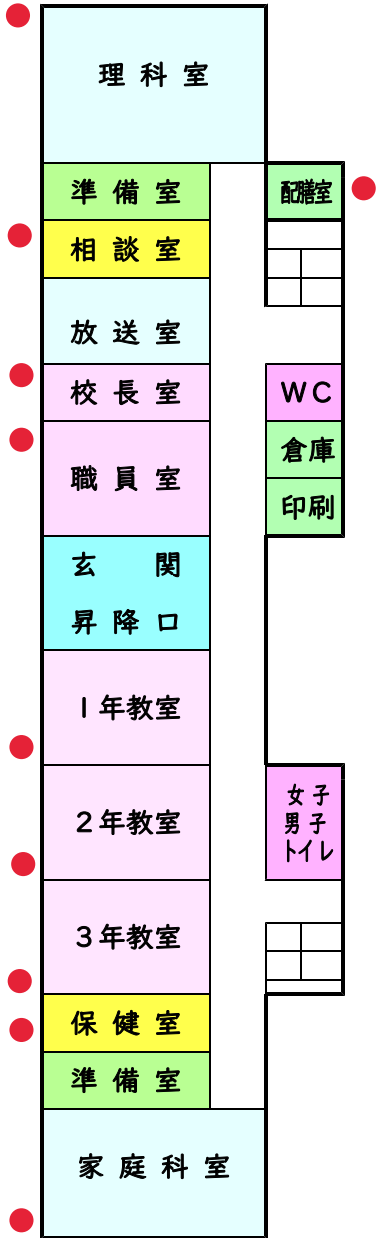 理科室
準備室
配膳室
相談室
放送室
校長室
WC
職員室
倉庫
印刷
玄関
昇降口
1年教室
2年教室
女子
男子
トイレ
3年教室
保健室
準備室
家庭科室